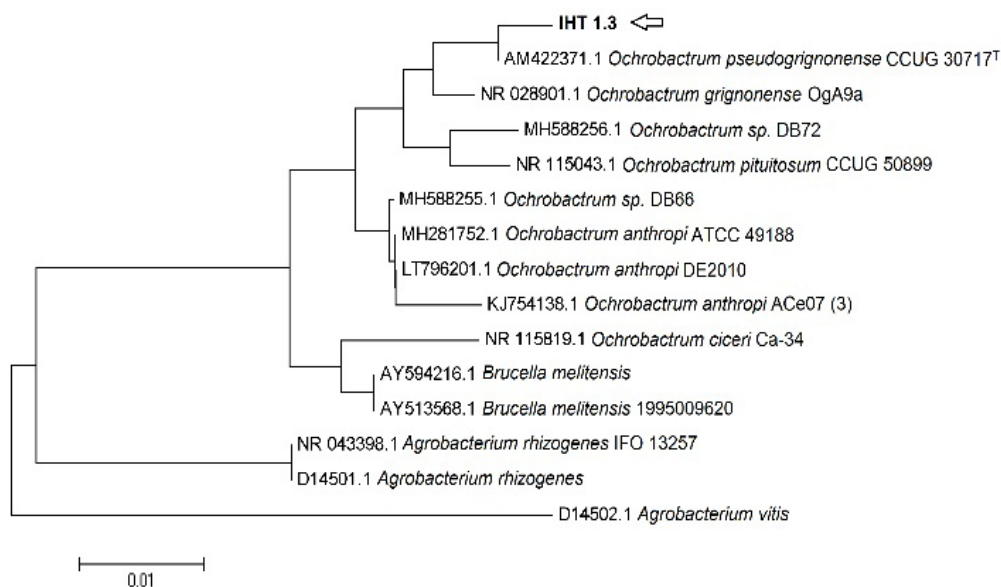 IHT 1.3
AM422371.1 Ochrobactrum pseudogrignonense CCUG 30717ᵀ
NR 028901.1 Ochrobactrum grignonense OgA9a
MH588256.1 Ochrobactrum sp. DB72
NR 115043.1 Ochrobactrum pituitosum CCUG 50899
MH588255.1 Ochrobactrum sp. DB66
MH281752.1 Ochrobactrum anthropi ATCC 49188
LT796201.1 Ochrobactrum anthropi DE2010
KJ754138.1 Ochrobactrum anthropi ACe07 (3)
NR 115819.1 Ochrobactrum ciceri Ca-34
AY594216.1 Brucella melitensis
AY513568.1 Brucella melitensis 1995009620
NR 043398.1 Agrobacterium rhizogenes IFO 13257
D14501.1 Agrobacterium rhizogenes
D14502.1 Agrobacterium vitis
0.01